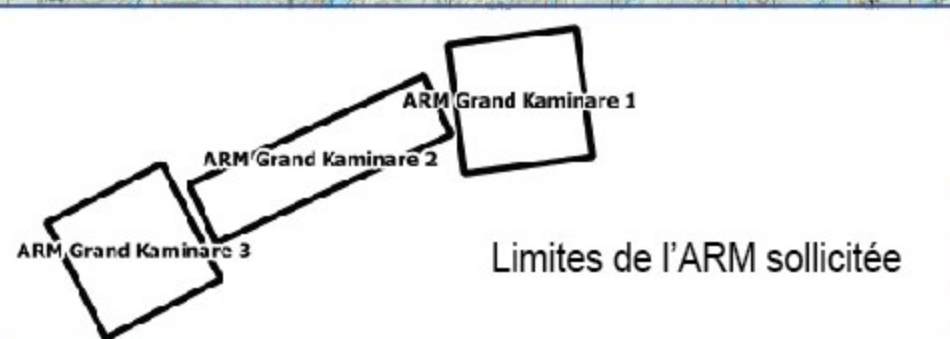 ARM Grand Kaminare 1
ARM Grand Kaminare 2
ARM Grand Kaminare 3
Limites de l'ARM sollicitée